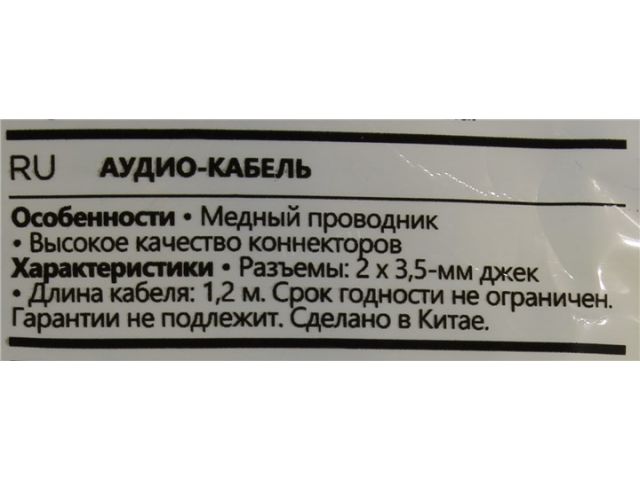 RU АУДИО-КАБЕЛЬ
Особенности • Медный проводник
• Высокое качество коннекторов
Характеристики • Разъемы: 2 x 3,5-мм джек
• Длина кабеля: 1,2 м. Срок годности не ограничен.
Гарантии не подлежит. Сделано в Китае.